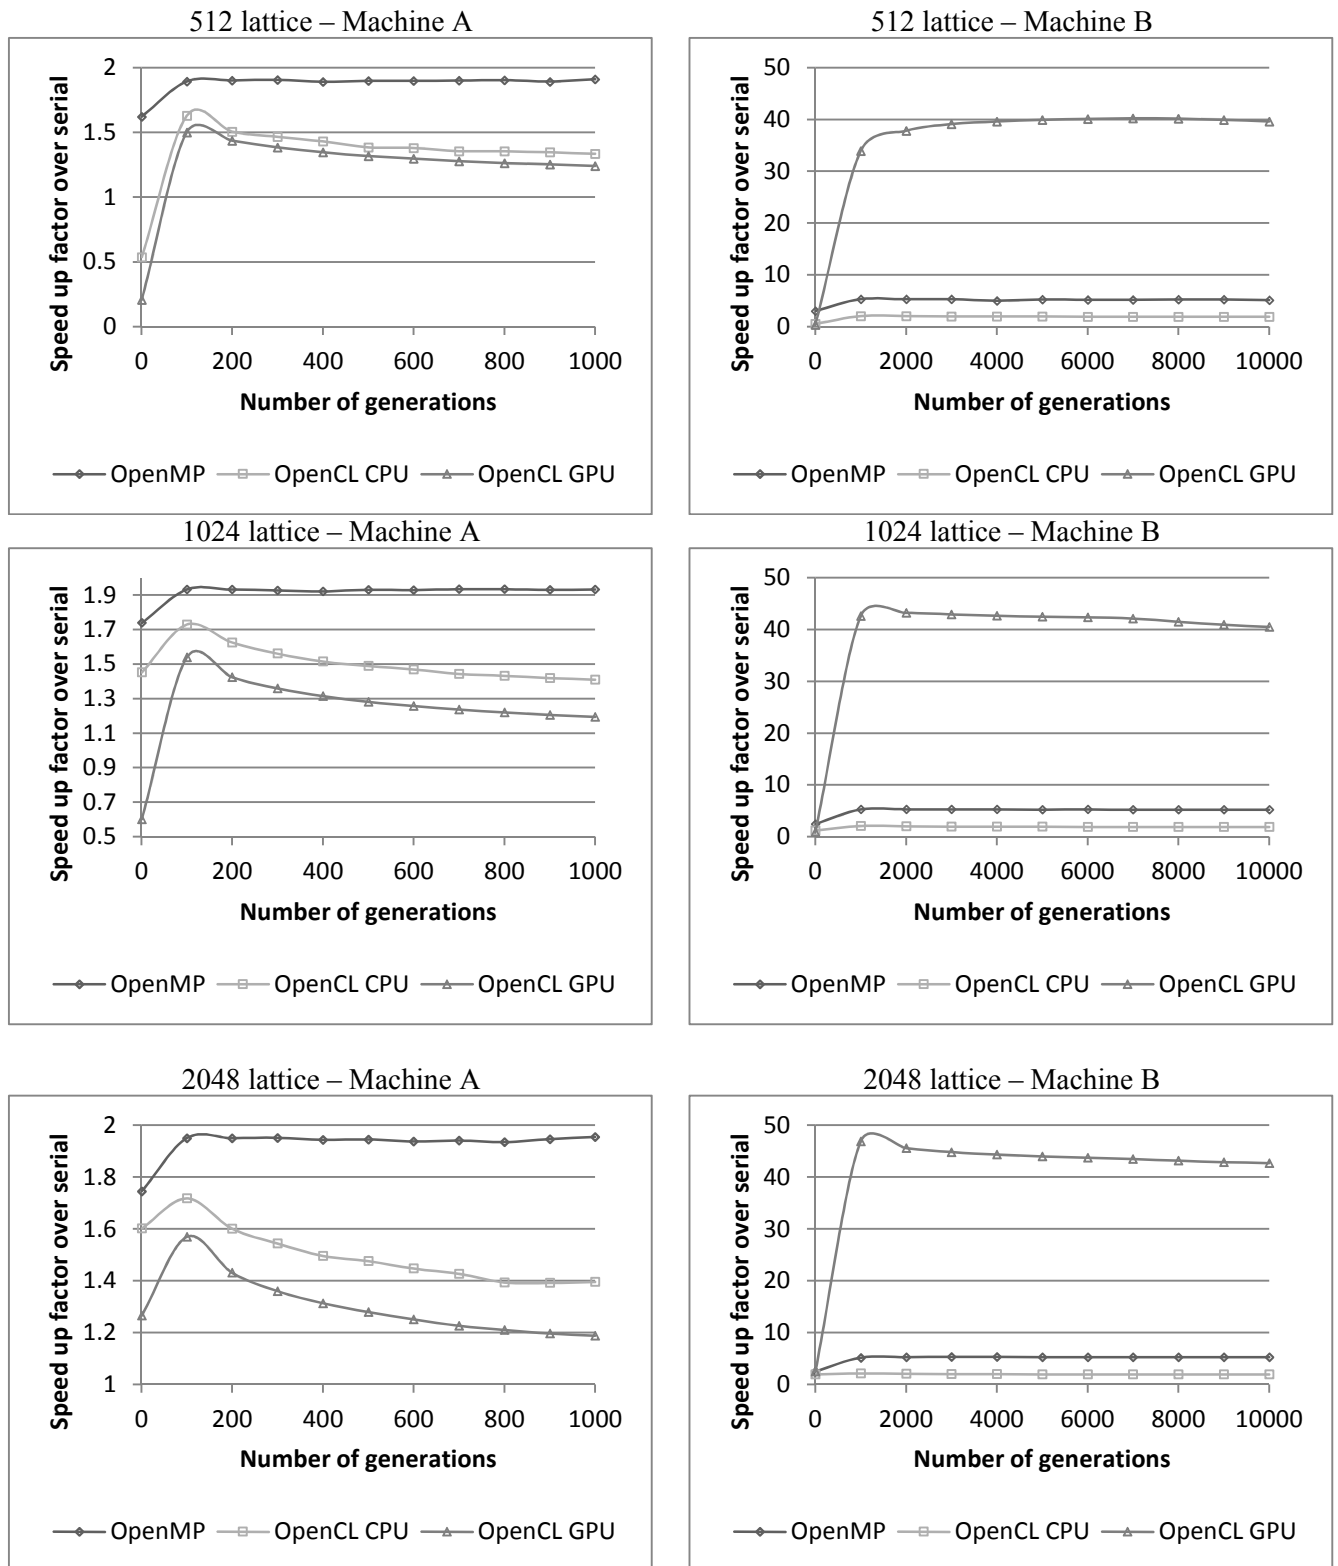 512 lattice – Machine A
Speed up factor over serial
2
1.5
1
0.5
0
0 200 400 600 800 1000
Number of generations
OpenMP OpenCL CPU OpenCL GPU
512 lattice – Machine B
Speed up factor over serial
50
40
30
20
10
0
0 2000 4000 6000 8000 10000
Number of generations
OpenMP OpenCL CPU OpenCL GPU
1024 lattice – Machine A
Speed up factor over serial
1.9
1.7
1.5
1.3
1.1
0.9
0.7
0.5
0 200 400 600 800 1000
Number of generations
OpenMP OpenCL CPU OpenCL GPU
1024 lattice – Machine B
Speed up factor over serial
50
40
30
20
10
0
0 2000 4000 6000 8000 10000
Number of generations
OpenMP OpenCL CPU OpenCL GPU
2048 lattice – Machine A
Speed up factor over serial
2
1.8
1.6
1.4
1.2
1
0 200 400 600 800 1000
Number of generations
OpenMP OpenCL CPU OpenCL GPU
2048 lattice – Machine B
Speed up factor over serial
50
40
30
20
10
0
0 2000 4000 6000 8000 10000
Number of generations
OpenMP OpenCL CPU OpenCL GPU